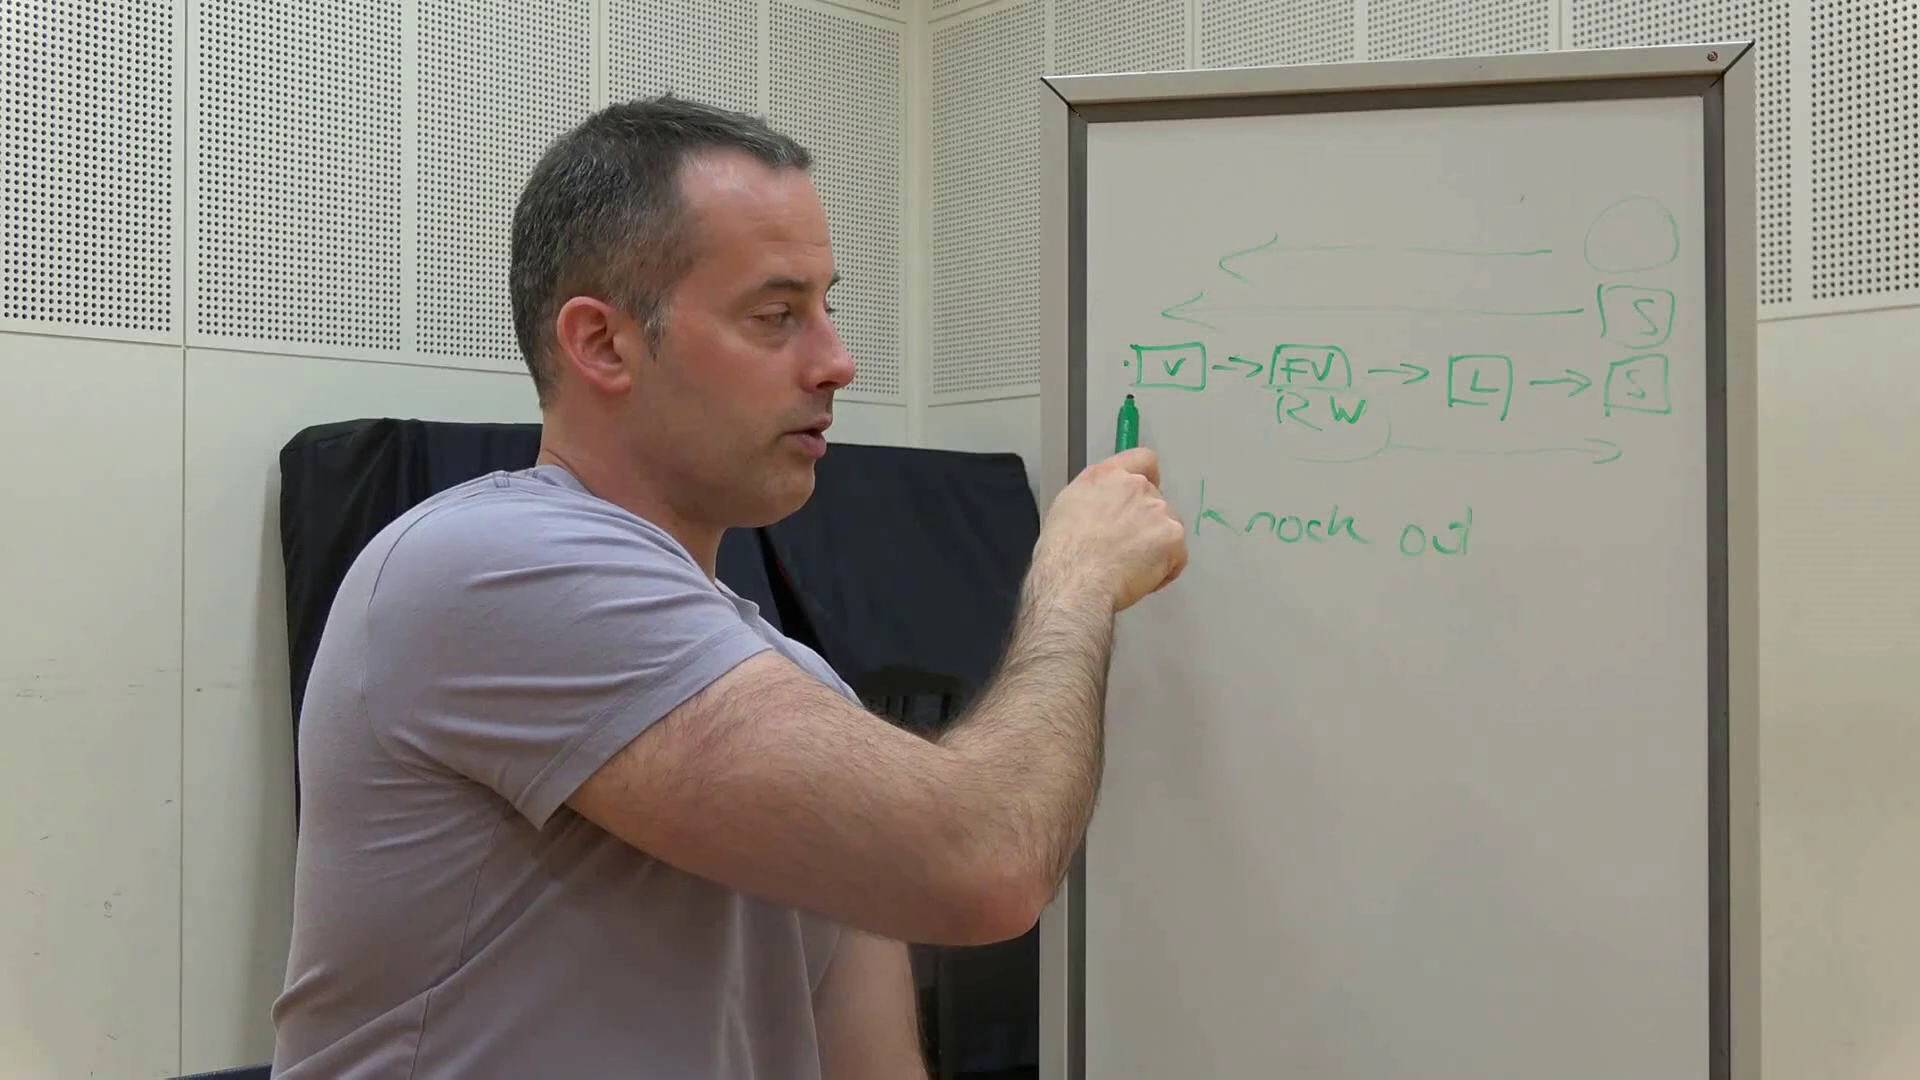 S
V → FV → L → S
RW
knock out